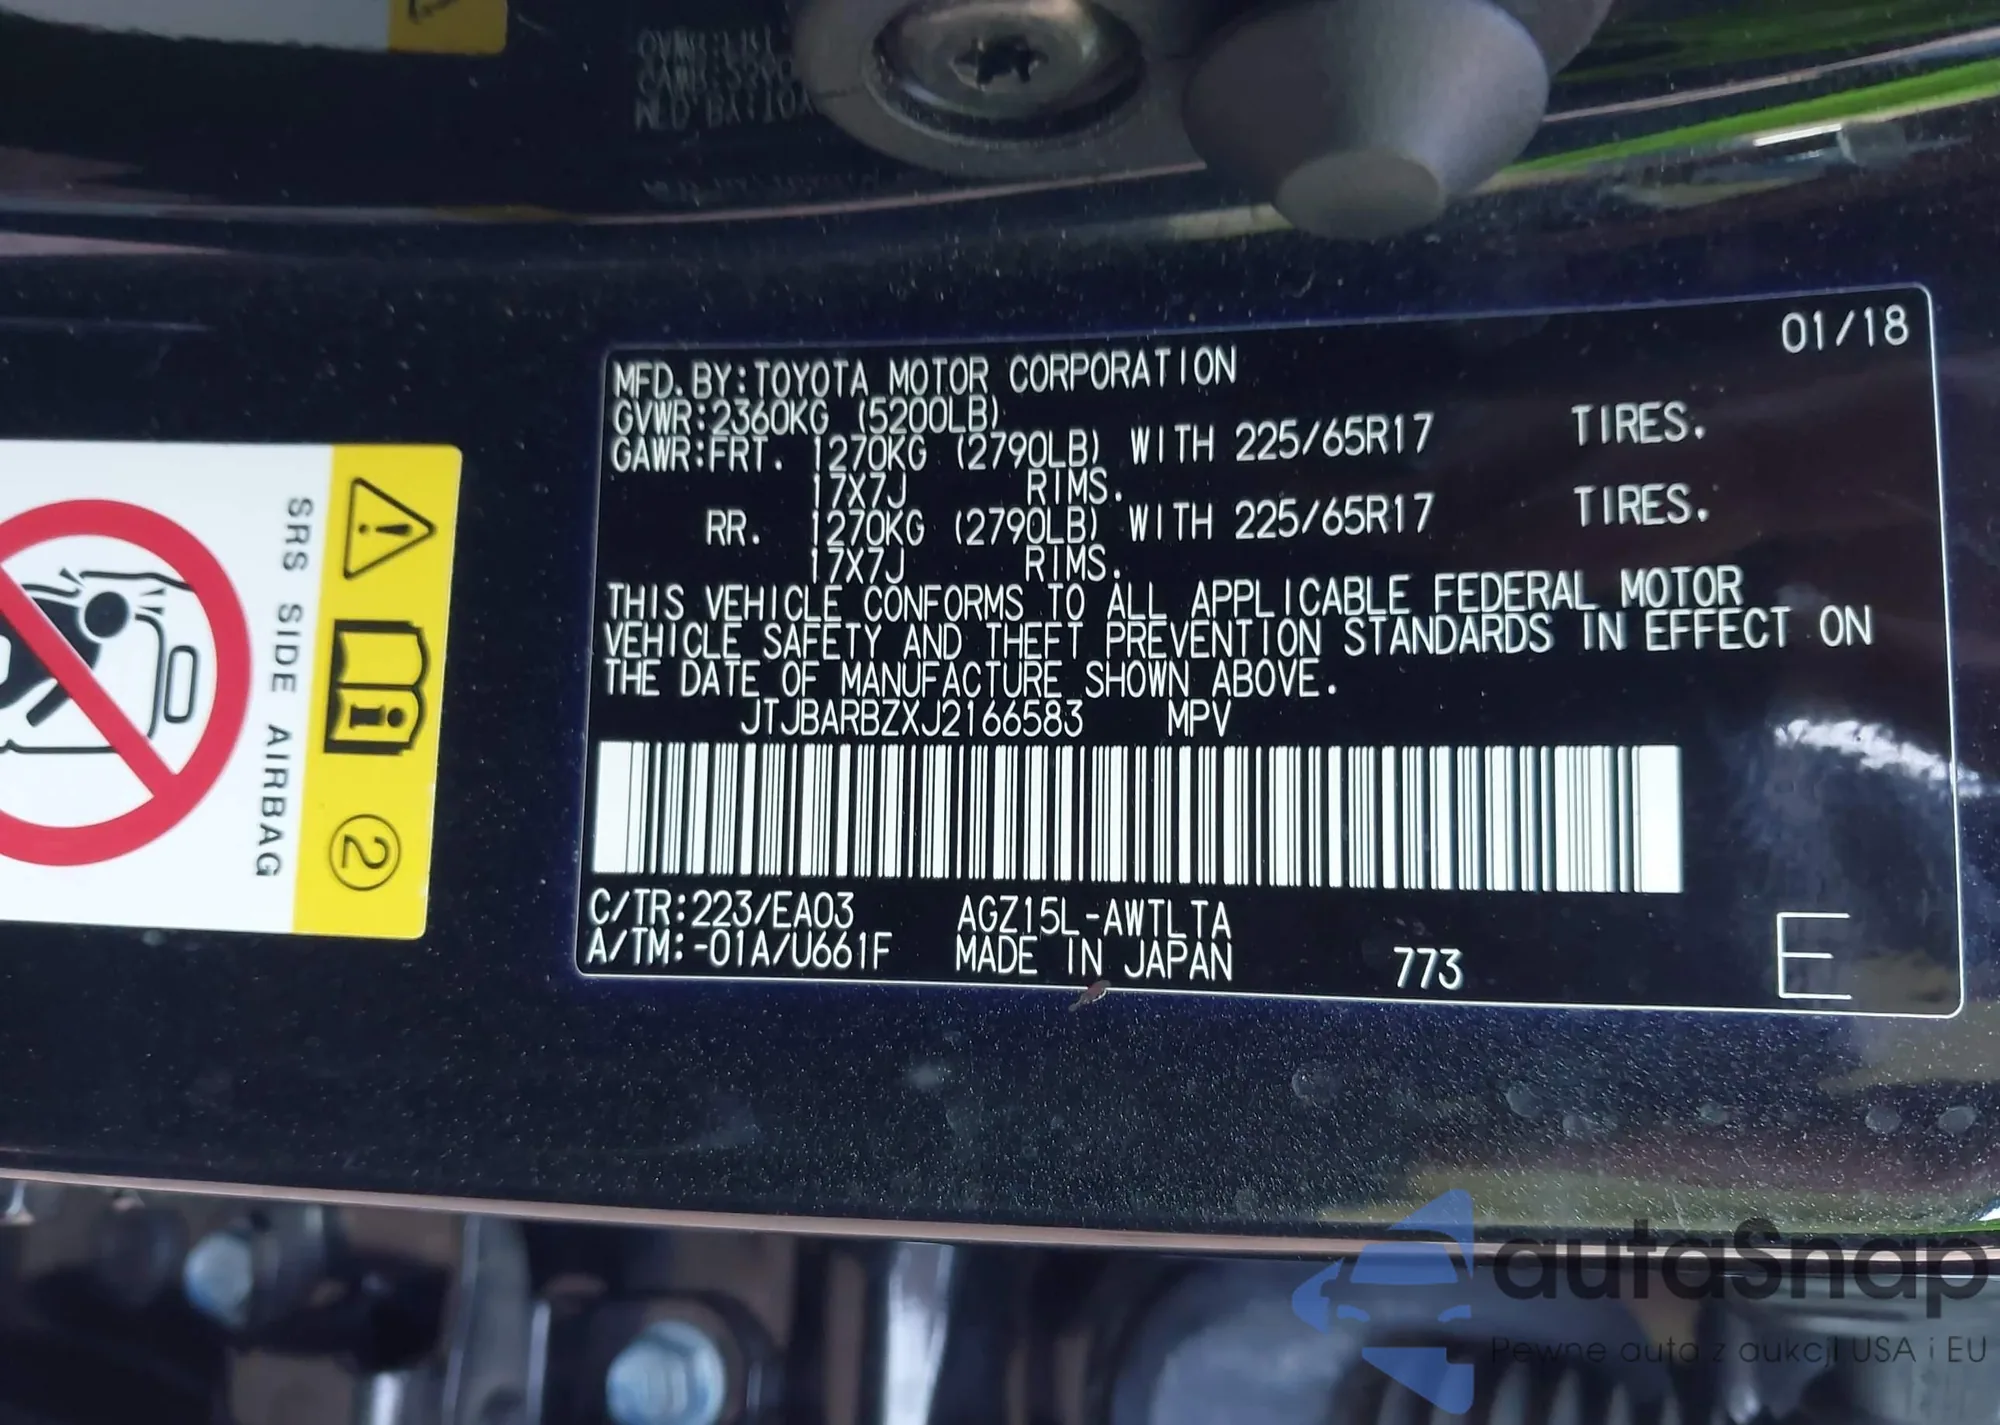 01/18
MFD.BY:TOYOTA MOTOR CORPORATION
GVWR:2360KG (5200LB)
GAWR:FRT. 1270KG (2790LB) WITH 225/65R17 TIRES.
17X7J RIMS.
RR. 1270KG (2790LB) WITH 225/65R17 TIRES.
17X7J RIMS.
THIS VEHICLE CONFORMS TO ALL APPLICABLE FEDERAL MOTOR
VEHICLE SAFETY AND THEFT PREVENTION STANDARDS IN EFFECT ON
THE DATE OF MANUFACTURE SHOWN ABOVE.
JTJBARBZXJ2166583 MPV
C/TR:223/EA03 AGZ15L-AWTLTA
A/TM:-01A/U661F MADE IN JAPAN 773 E
SRS SIDE AIRBAG
2
autaSnap
Pewne auta z aukcji USA i EU